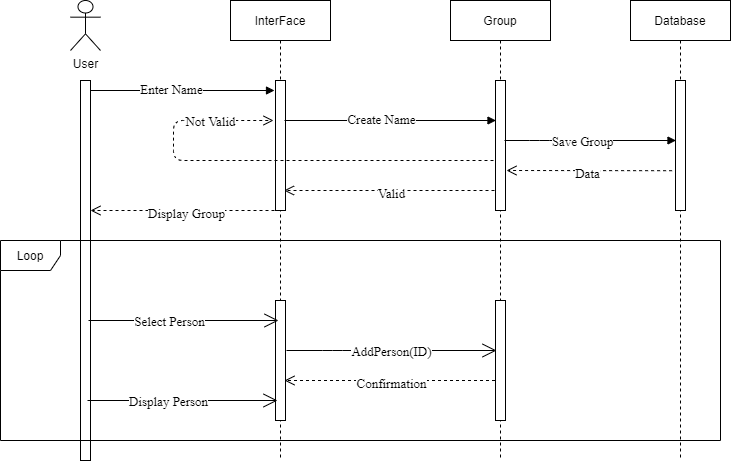 InterFace
Group
Database
User
Enter Name
Not Valid
Create Name
Save Group
Data
Valid
Display Group
Loop
Select Person
AddPerson(ID)
Confirmation
Display Person